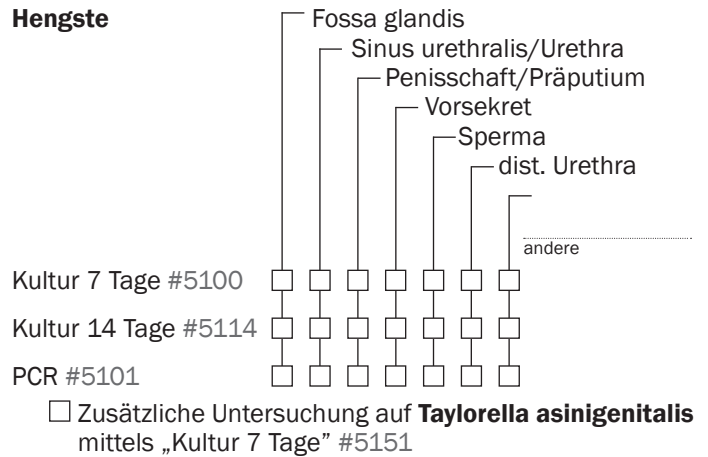 Hengste
Fossa glandis
Sinus urethralis/Urethra
Penisschaft/Präputium
Vorsekret
Sperma
dist. Urethra
andere
Kultur 7 Tage #5100
Kultur 14 Tage #5114
PCR #5101
Zusätzliche Untersuchung auf Taylorella asinigenitalis
mittels „Kultur 7 Tage” #5151